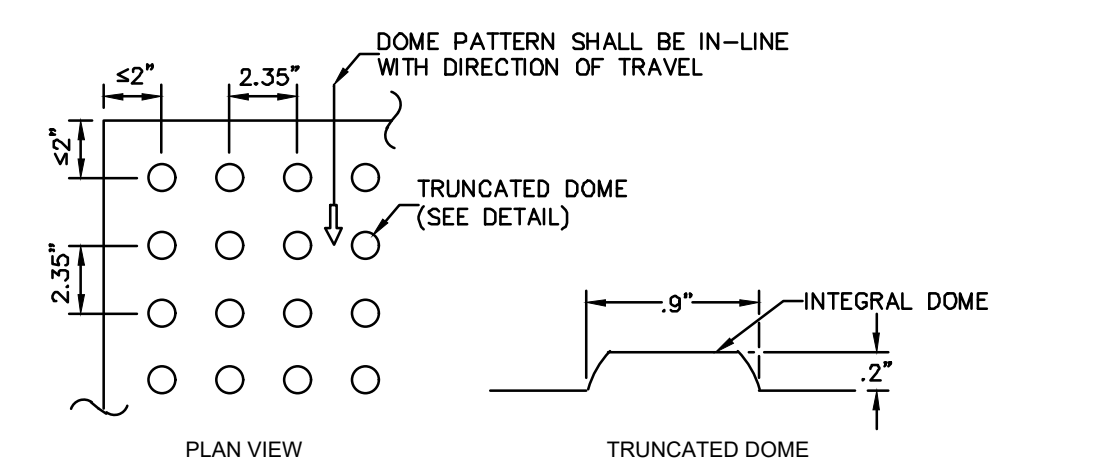 DOME PATTERN SHALL BE IN-LINE
WITH DIRECTION OF TRAVEL
≤2"
2.35"
≤2"
TRUNCATED DOME
(SEE DETAIL)
2.35"
.9"
INTEGRAL DOME
.2"
PLAN VIEW
TRUNCATED DOME